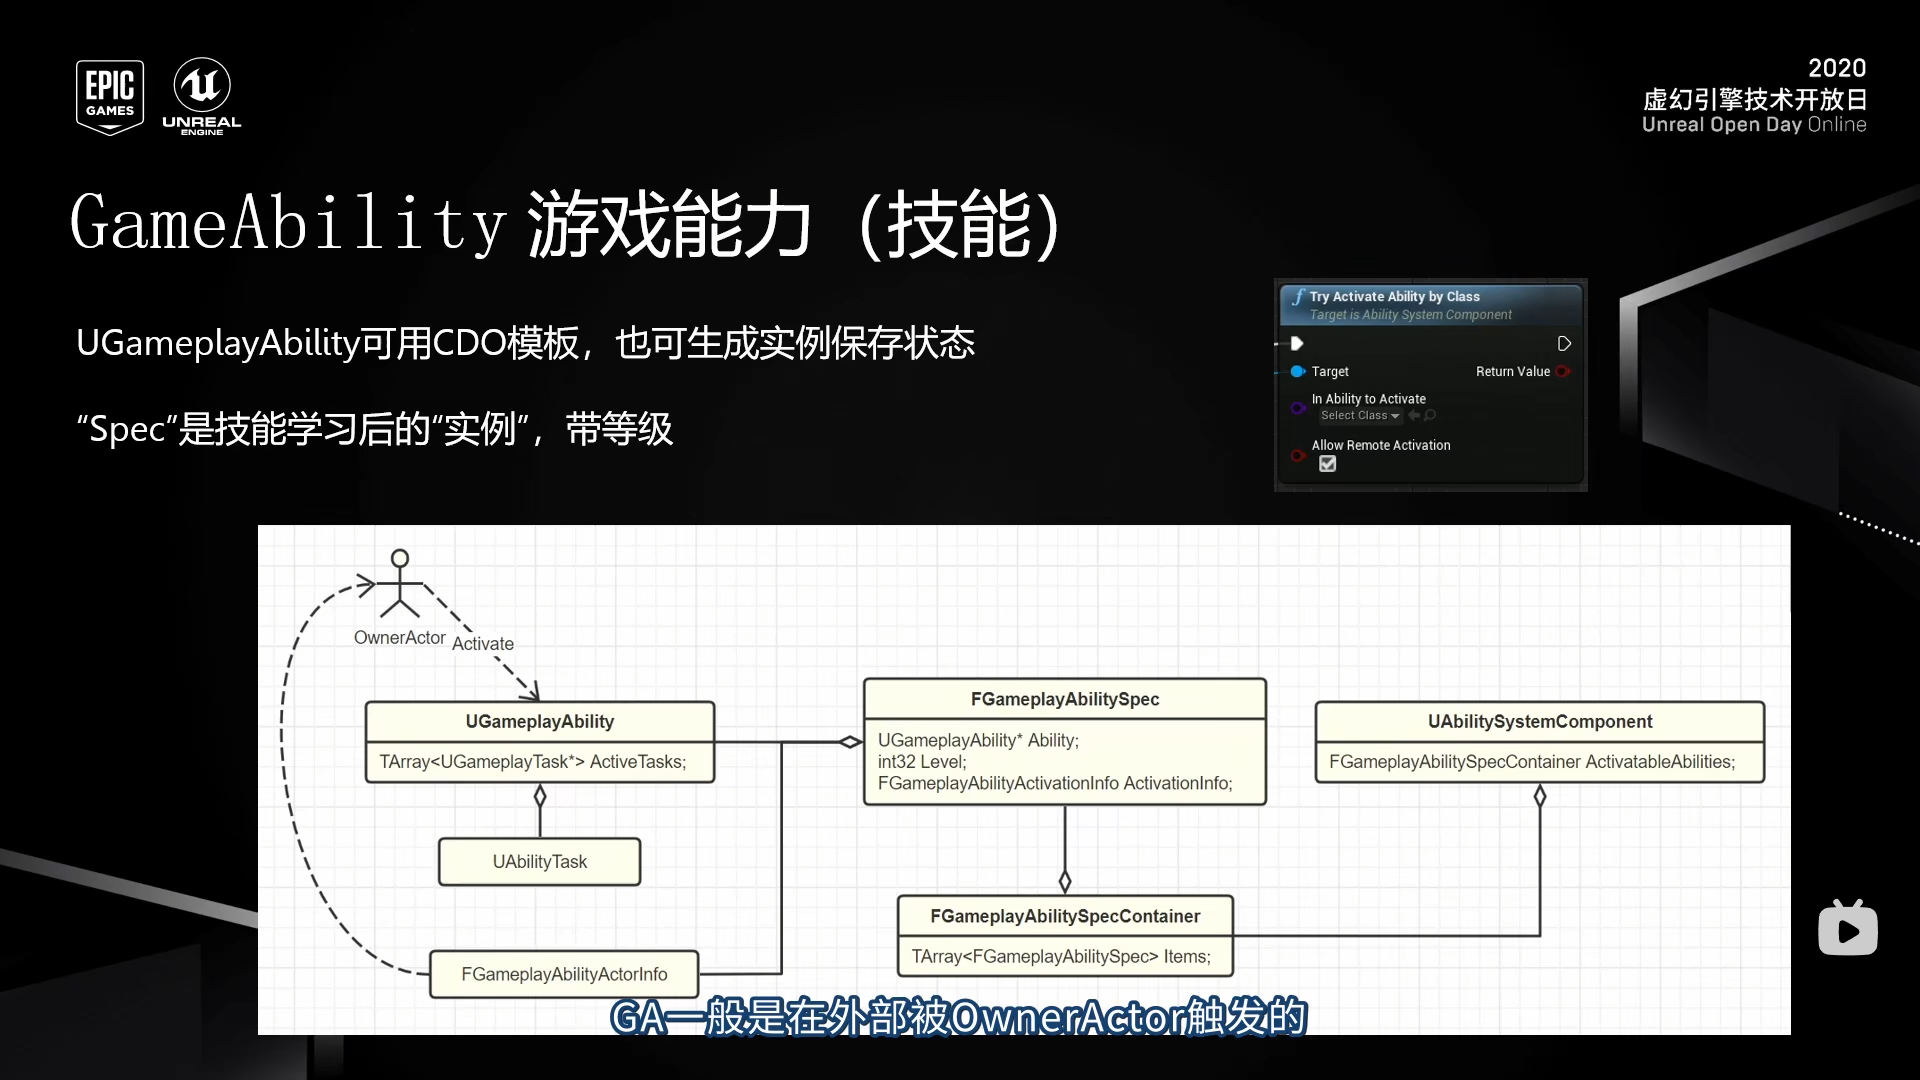 EPIC
GAMES
UNREAL
ENGINE
2020
虚幻引擎技术开放日
Unreal Open Day Online
GameAbility 游戏能力（技能）
UGameplayAbility可用CDO模板，也可生成实例保存状态
“Spec”是技能学习后的“实例”，带等级
f Try Activate Ability by Class
Target is Ability System Component
Target
Return Value
In Ability to Activate
Select Class
Allow Remote Activation
OwnerActor
Activate
UGameplayAbility
TArray<UGameplayTask*> ActiveTasks;
UAbilityTask
FGameplayAbilityActorInfo
FGameplayAbilitySpec
UGameplayAbility* Ability;
int32 Level;
FGameplayAbilityActivationInfo ActivationInfo;
FGameplayAbilitySpecContainer
TArray<FGameplayAbilitySpec> Items;
UAbilitySystemComponent
FGameplayAbilitySpecContainer ActivatableAbilities;
GA一般是在外部被OwnerActor触发的